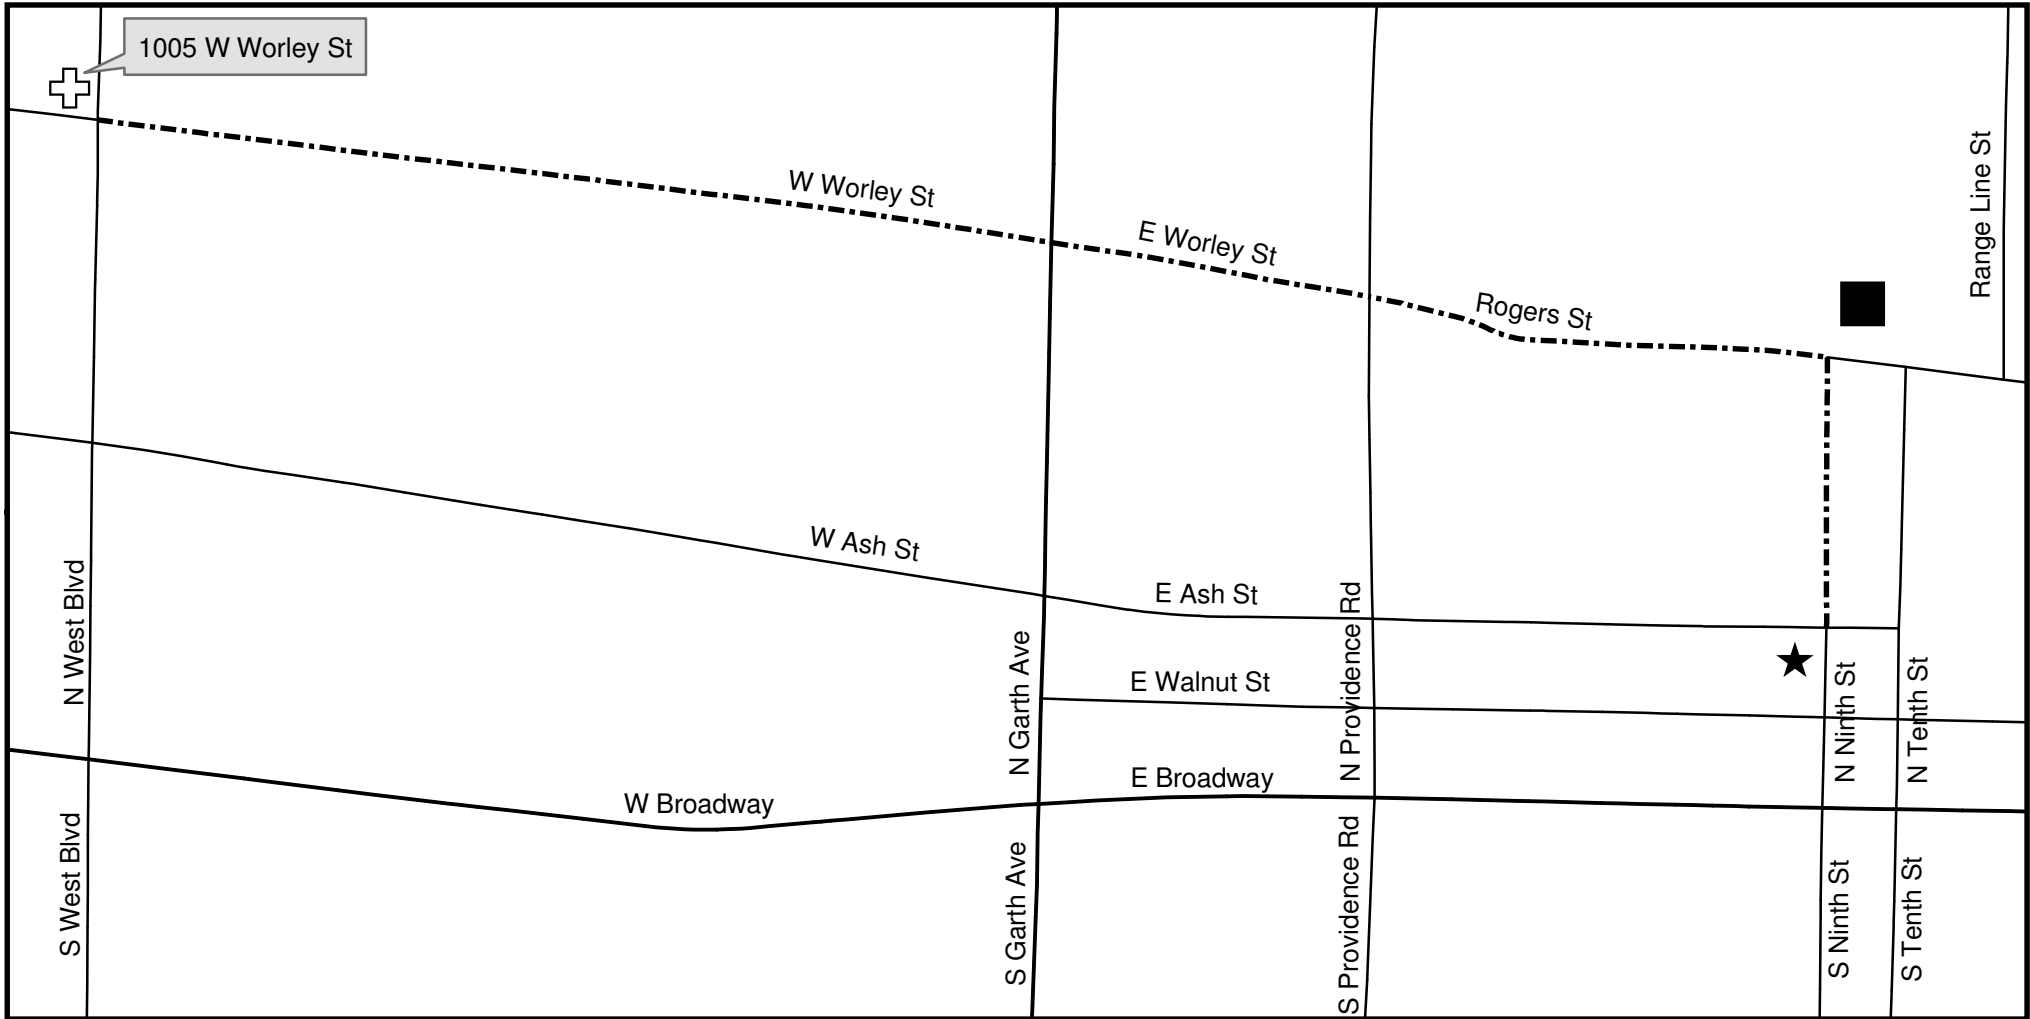 1005 W Worley St
W Worley St
E Worley St
Range Line St
Rogers St
W Ash St
E Ash St
N West Blvd
N Garth Ave
N Providence Rd
E Walnut St
N Ninth St
N Tenth St
W Broadway
E Broadway
S West Blvd
S Garth Ave
S Providence Rd
S Ninth St
S Tenth St